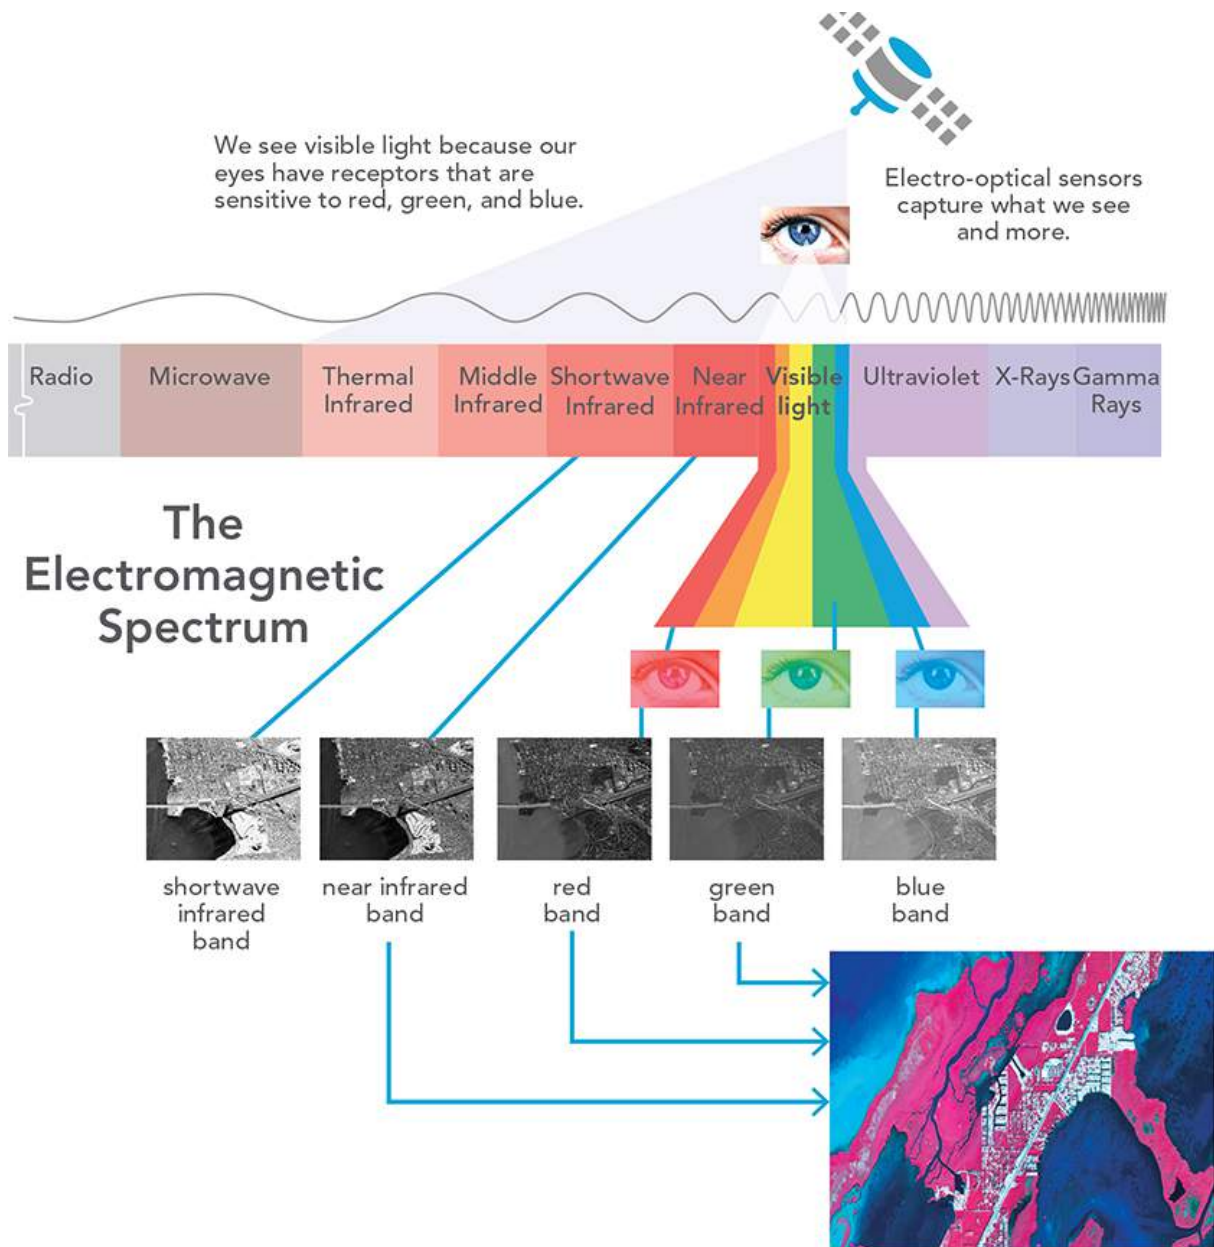 We see visible light because our
eyes have receptors that are
sensitive to red, green, and blue.
Electro-optical sensors
capture what we see
and more.
Radio
Microwave
Thermal
Infrared
Middle
Infrared
Shortwave
Infrared
Near
Infrared
Visible
light
Ultraviolet
X-Rays
Gamma
Rays
The
Electromagnetic
Spectrum
shortwave
infrared
band
near infrared
band
red
band
green
band
blue
band